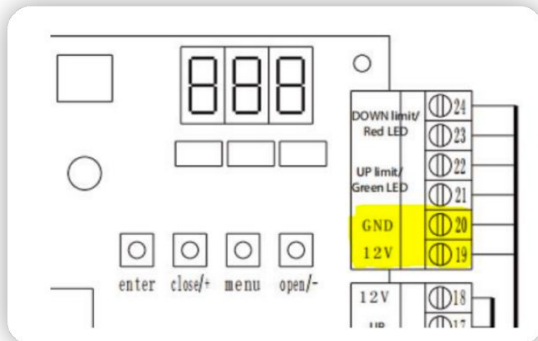 888
DOWN limit/
Red LED
UP limit/
Green LED
GND
12V
24
23
22
21
20
19
enter close/+ menu open/-
12V
18
UP
17